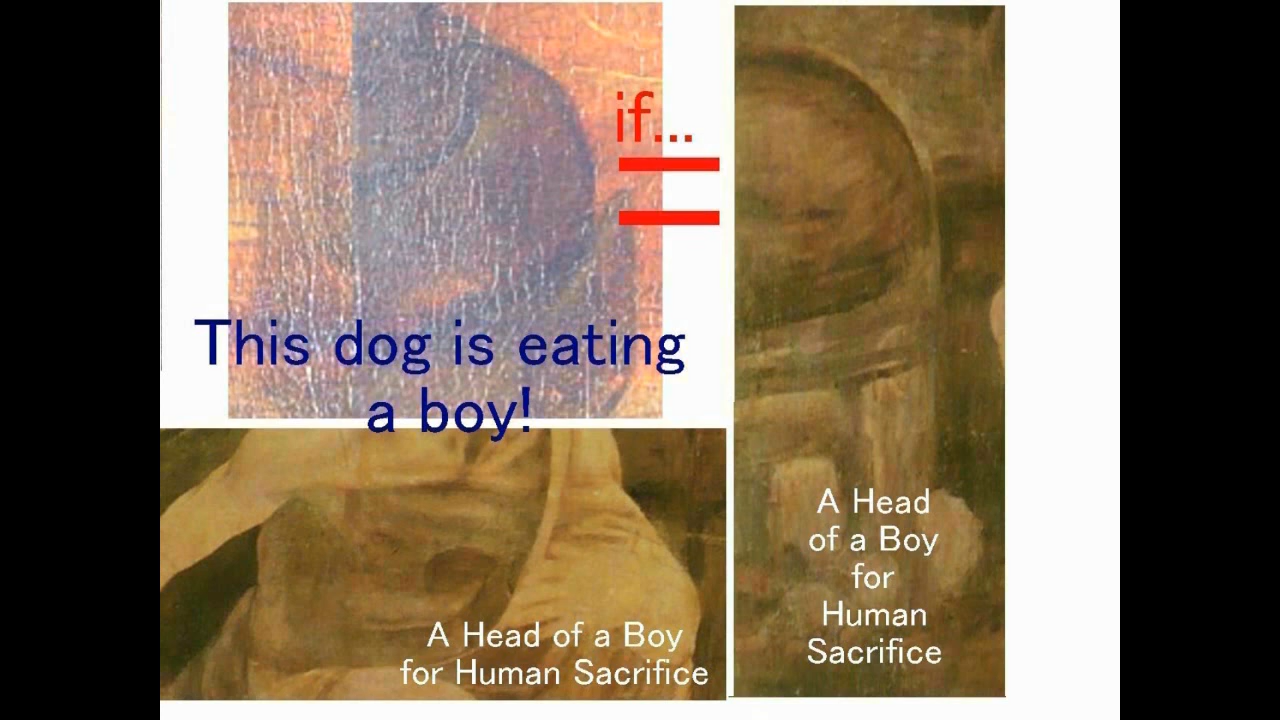 if...
This dog is eating
a boy!
A Head of a Boy
for Human Sacrifice
A Head
of a Boy
for
Human
Sacrifice